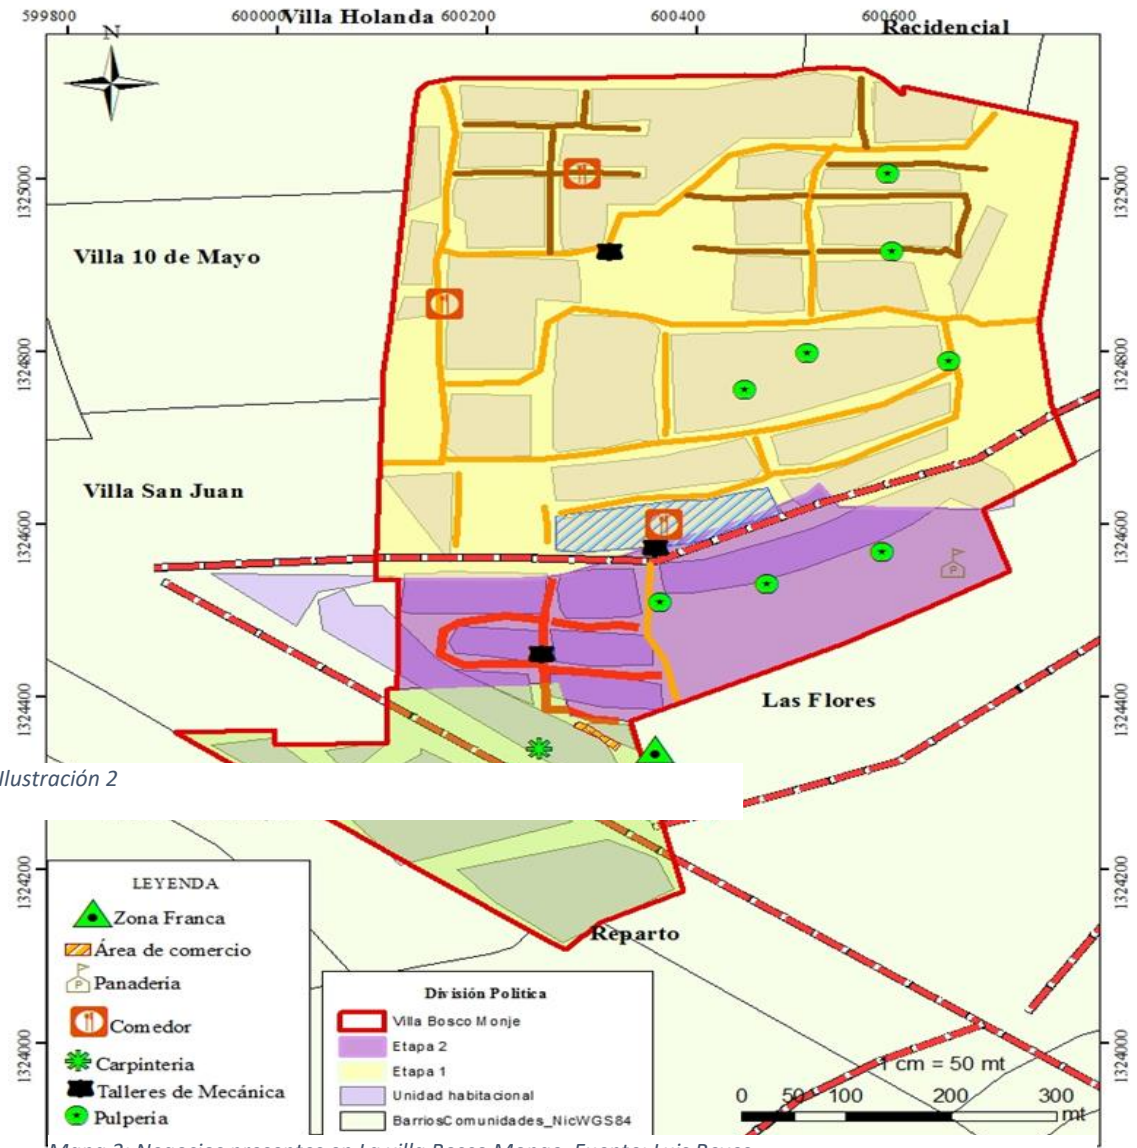 599800 600000 600200 600400 600600
Villa Holanda
Recidencial
N
1325000 1325000
Villa 10 de Mayo
1324800 1324800
Villa San Juan
1324600 1324600
1324400 1324400
Las Flores
Ilustración 2
1324200 1324200
Reparto
1324000 1324000
LEYENDA
Zona Franca
Área de comercio
Panaderia
P
Comedor
Carpinteria
Talleres de Mecánica
Pulperia
División Politica
Villa Bosco Monje
Etapa 2
Etapa 1
Unidad habitacional
BarriosComunidades_NicWGS84
1 cm = 50 mt
0 50 100 200 300
mt